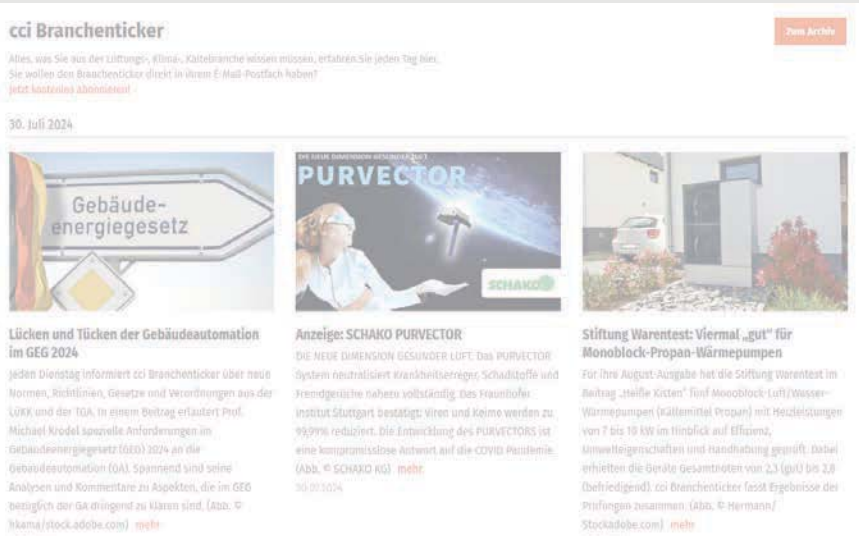 cci Branchenticker
Zum Archiv
Alles, was Sie aus der Lüftungs-, Klima-, Kältebranche wissen müssen, erfahren Sie jeden Tag hier.
Sie wollen den Branchenticker direkt in Ihrem E-Mail-Postfach haben?
Jetzt kostenlos abonnieren!
30. Juli 2024
Gebäude-
energiegesetz
Lücken und Tücken der Gebäudeautomation
im GEG 2024
Jeden Dienstag informiert cci Branchenticker über neue
Normen, Richtlinien, Gesetze und Verordnungen aus der
LüKK und der TGA. In einem Beitrag erläutert Prof.
Michael Krödel spezielle Anforderungen im
Gebäudeenergiegesetz (GEG) 2024 an die
Gebäudeautomation (GA). Spannend sind seine
Analysen und Kommentare zu Aspekten, die im GEG
bezüglich der GA dringend zu klären sind. (Abb. ©
hkama/stock.adobe.com) mehr
DIE NEUE DIMENSION GESUNDER LUFT
PURVECTOR
SCHAKO
Anzeige: SCHAKO PURVECTOR
DIE NEUE DIMENSION GESUNDER LUFT. Das PURVECTOR
System neutralisiert Krankheitserreger, Schadstoffe und
Fremdgerüche nahezu vollständig. Das Fraunhofer
Institut Stuttgart bestätigt: Viren und Keime werden zu
99,99% reduziert. Die Entwicklung des PURVECTORS ist
eine kompromisslose Antwort auf die COVID Pandemie.
(Abb. © SCHAKO KG) mehr
30.07.2024
Stiftung Warentest: Viermal „gut“ für
Monoblock-Propan-Wärmepumpen
Für ihre August-Ausgabe hat die Stiftung Warentest im
Beitrag „Heiße Kisten“ fünf Monoblock-Luft/Wasser-
Wärmepumpen (Kältemittel Propan) mit Heizleistungen
von 7 bis 10 kW im Hinblick auf Effizienz,
Umwelteigenschaften und Handhabung geprüft. Dabei
erhielten die Geräte Gesamtnoten von 2,3 (gut) bis 2,8
(befriedigend). cci Branchenticker fasst Ergebnisse der
Prüfungen zusammen. (Abb. © Hermann/
Stockadobe.com) mehr